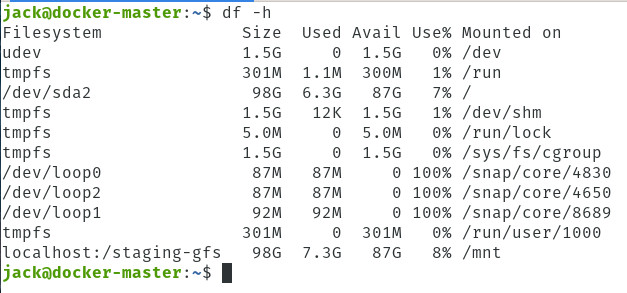 jack@docker-master:~$ df -h
Filesystem              Size  Used Avail Use% Mounted on
udev                    1.5G     0  1.5G   0% /dev
tmpfs                   301M  1.1M  300M   1% /run
/dev/sda2                98G  6.3G   87G   7% /
tmpfs                   1.5G   12K  1.5G   1% /dev/shm
tmpfs                   5.0M     0  5.0M   0% /run/lock
tmpfs                   1.5G     0  1.5G   0% /sys/fs/cgroup
/dev/loop0               87M   87M     0 100% /snap/core/4830
/dev/loop2               87M   87M     0 100% /snap/core/4650
/dev/loop1               92M   92M     0 100% /snap/core/8689
tmpfs                   301M     0  301M   0% /run/user/1000
localhost:/staging-gfs   98G  7.3G   87G   8% /mnt
jack@docker-master:~$